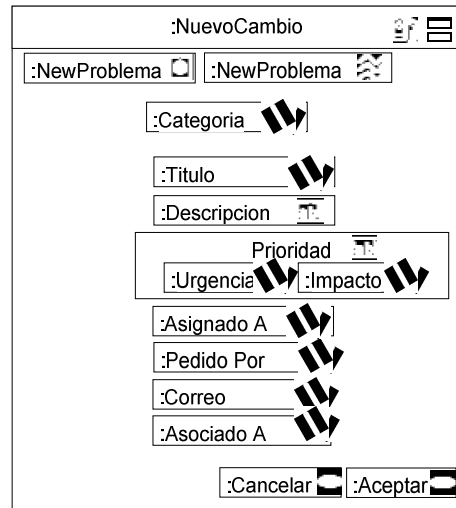 :NuevoCambio
:NewProblema :NewProblema
:Categoria
:Titulo
:Descripcion
Prioridad
:Urgencia :Impacto
:Asignado A
:Pedido Por
:Correo
:Asociado A
:Cancelar :Aceptar